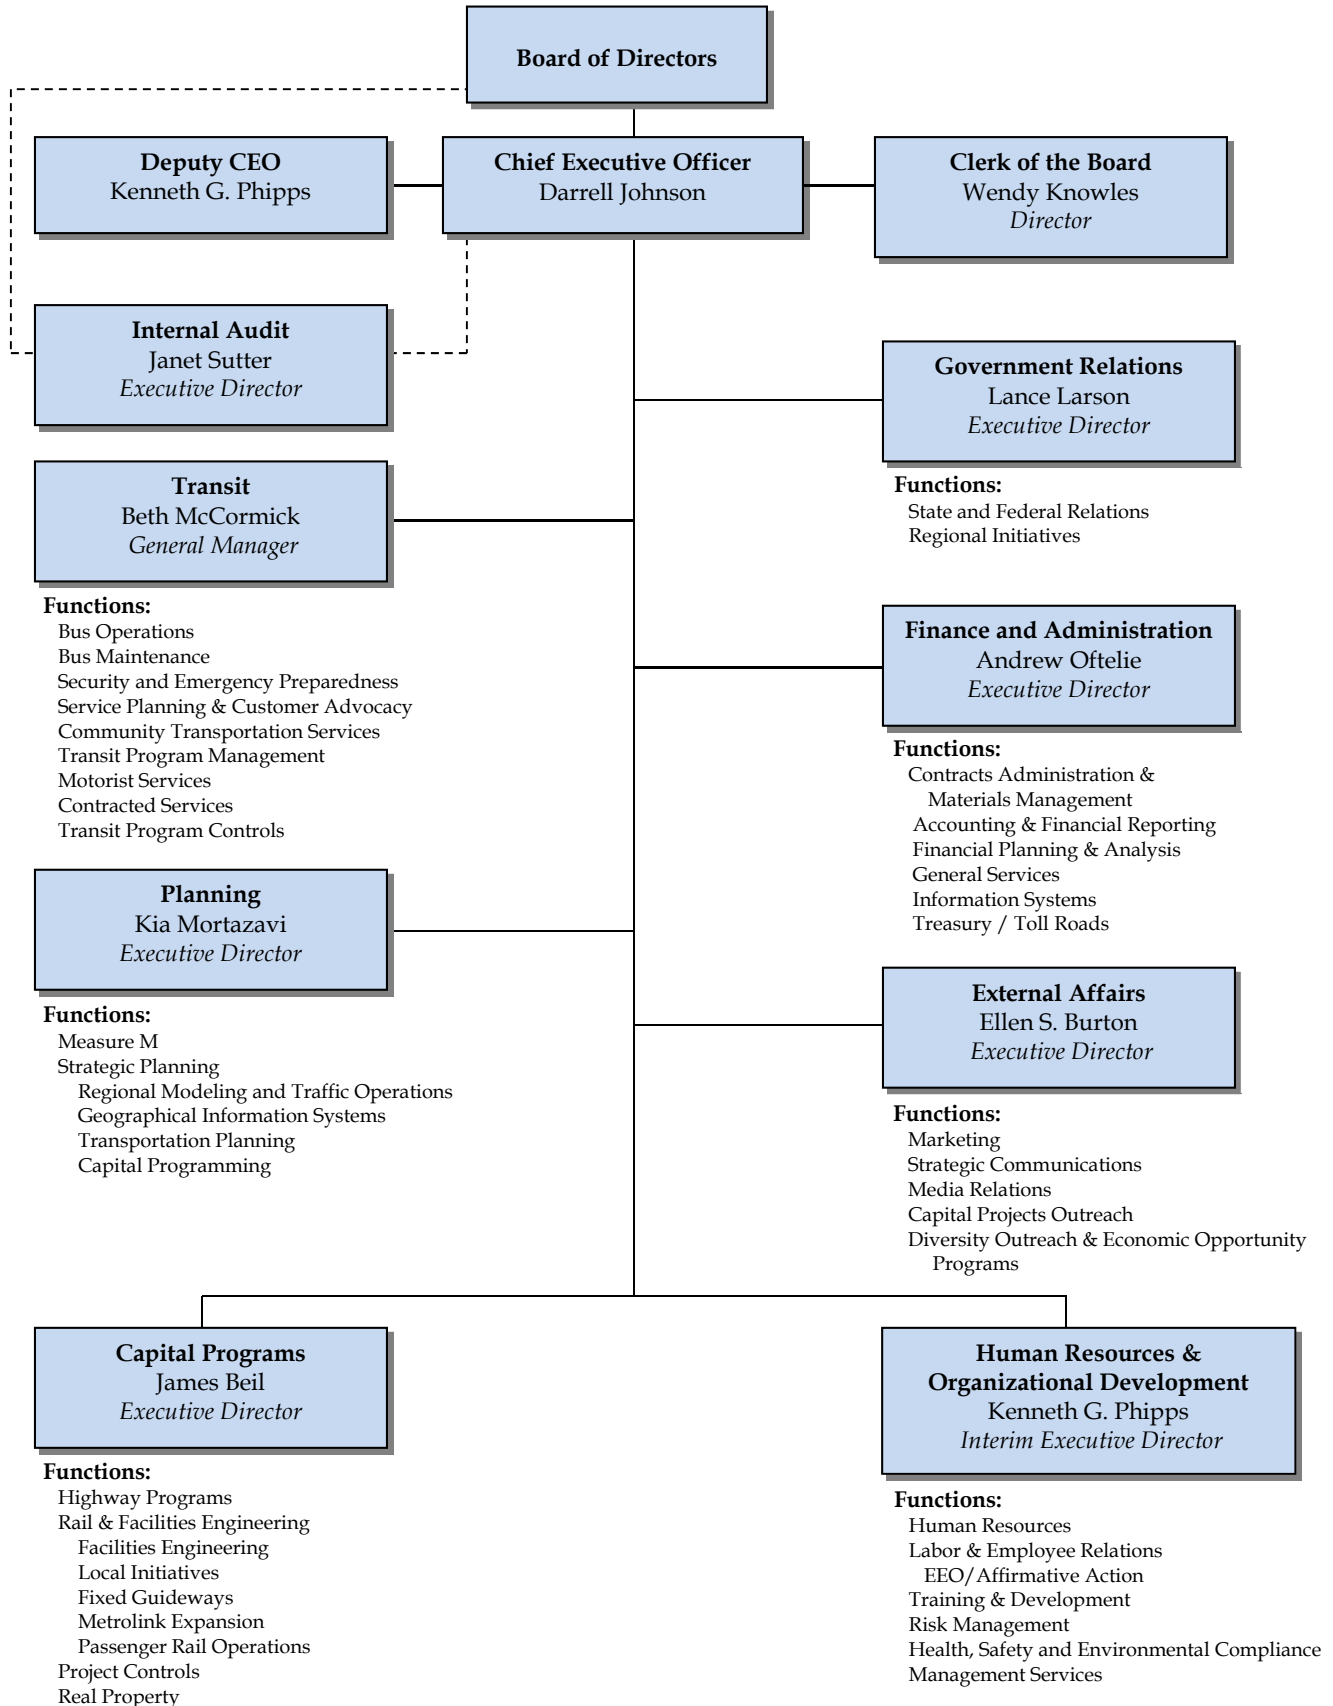 Board of Directors
Deputy CEO
Kenneth G. Phipps
Chief Executive Officer
Darrell Johnson
Clerk of the Board
Wendy Knowles
Director
Internal Audit
Janet Sutter
Executive Director
Government Relations
Lance Larson
Executive Director
Functions:
State and Federal Relations
Regional Initiatives
Transit
Beth McCormick
General Manager
Functions:
Bus Operations
Bus Maintenance
Security and Emergency Preparedness
Service Planning & Customer Advocacy
Community Transportation Services
Transit Program Management
Motorist Services
Contracted Services
Transit Program Controls
Finance and Administration
Andrew Oftelie
Executive Director
Functions:
Contracts Administration &
Materials Management
Accounting & Financial Reporting
Financial Planning & Analysis
General Services
Information Systems
Treasury / Toll Roads
Planning
Kia Mortazavi
Executive Director
Functions:
Measure M
Strategic Planning
Regional Modeling and Traffic Operations
Geographical Information Systems
Transportation Planning
Capital Programming
External Affairs
Ellen S. Burton
Executive Director
Functions:
Marketing
Strategic Communications
Media Relations
Capital Projects Outreach
Diversity Outreach & Economic Opportunity
Programs
Capital Programs
James Beil
Executive Director
Functions:
Highway Programs
Rail & Facilities Engineering
Facilities Engineering
Local Initiatives
Fixed Guideways
Metrolink Expansion
Passenger Rail Operations
Project Controls
Real Property
Human Resources &
Organizational Development
Kenneth G. Phipps
Interim Executive Director
Functions:
Human Resources
Labor & Employee Relations
EEO/Affirmative Action
Training & Development
Risk Management
Health, Safety and Environmental Compliance
Management Services